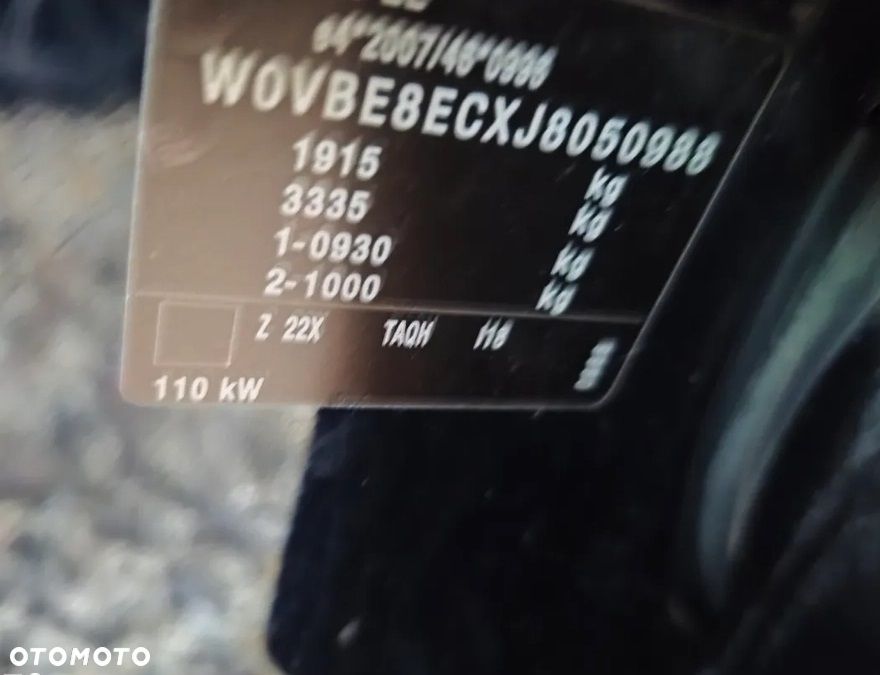 e4*2007/46*0996
W0VBE8ECXJ8050988
1915 kg
3335 kg
1-0930 kg
2-1000 kg
Z 22X TAQH
110 kW
OTOMOTO